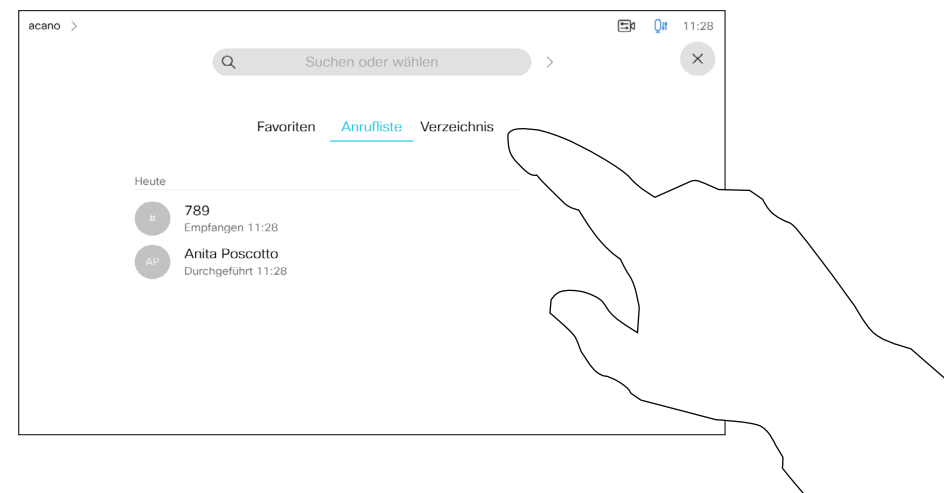 acano
11:28
Suchen oder wählen
Favoriten Anrufliste Verzeichnis
Heute
#
789
Empfangen 11:28
AP
Anita Poscotto
Durchgeführt 11:28